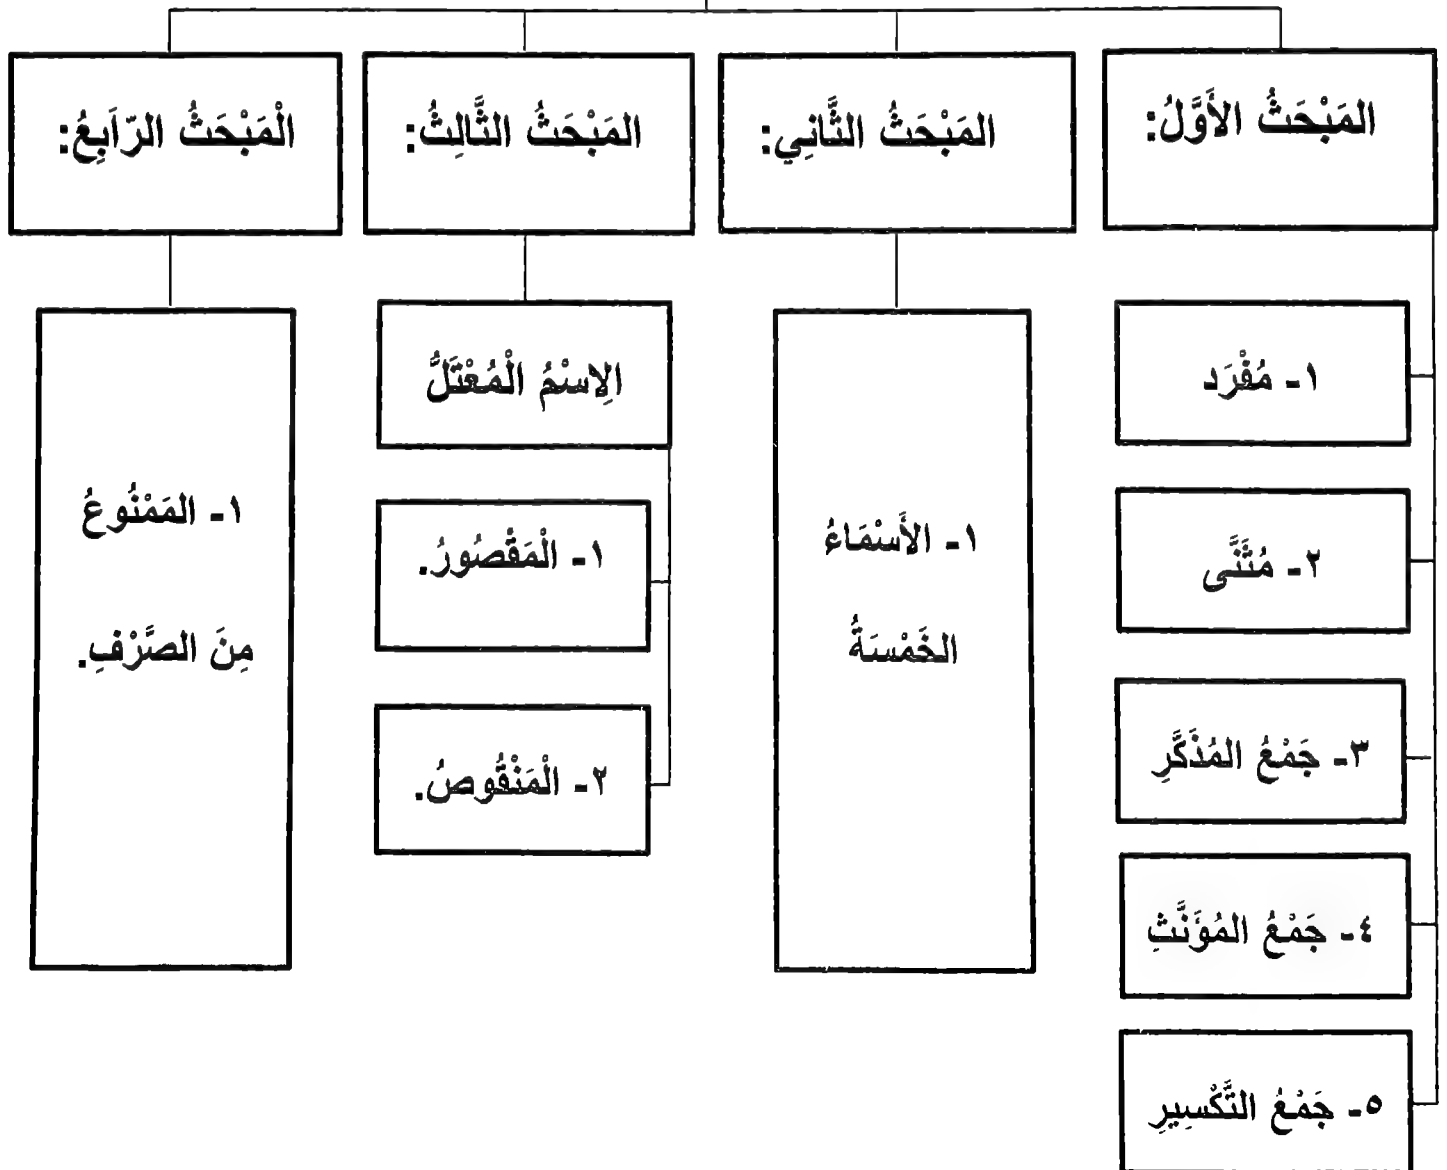 المَبْحَثُ الأَوَّلُ:
المَبْحَثُ الثَّانِي:
المَبْحَثُ الثَّالِثُ:
الْمَبْحَثُ الرّاَبِعُ:
١- مُفْرَد
٢- مُثَنَّى
٣- جَمْعُ المُذَكَّرِ
٤- جَمْعُ المُؤَنَّثِ
٥- جَمْعُ التَّكْسِيرِ
١- الأَسْمَاءُ
الخَمْسَةُ
الِاسْمُ الْمُعْتَلُّ
١- الْمَقْصُورُ.
٢- الْمَنْقُوصُ.
١- المَمْنُوعُ
مِنَ الصَّرْفِ.